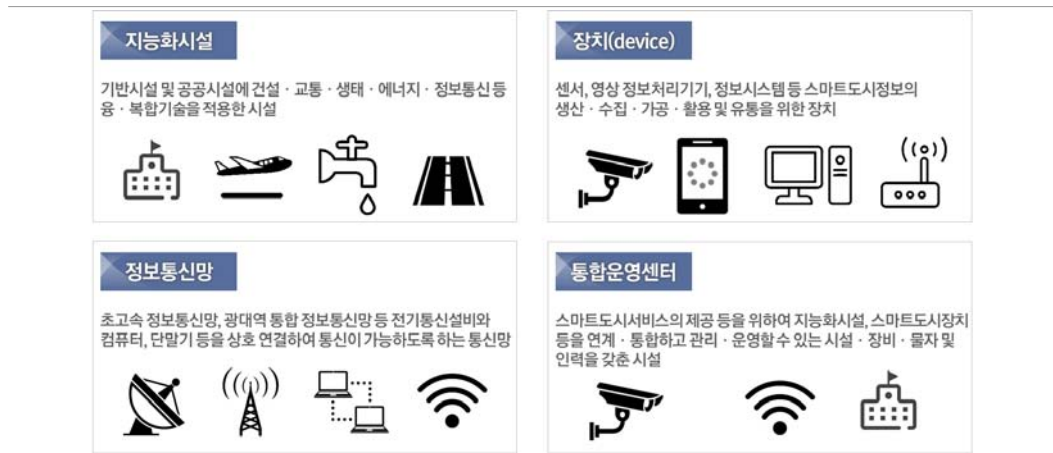 지능화시설
기반시설 및 공공시설에 건설 · 교통 · 생태 · 에너지 · 정보통신 등
융 · 복합기술을 적용한 시설
장치(device)
센서, 영상 정보처리기기, 정보시스템 등 스마트도시정보의
생산 · 수집 · 가공 · 활용 및 유통을 위한 장치
정보통신망
초고속 정보통신망, 광대역 통합 정보통신망 등 전기통신설비와
컴퓨터, 단말기 등을 상호 연결하여 통신이 가능하도록 하는 통신망
통합운영센터
스마트도시서비스의 제공 등을 위하여 지능화시설, 스마트도시장치
등을 연계 · 통합하고 관리 · 운영할 수 있는 시설 · 장비 · 물자 및
인력을 갖춘 시설